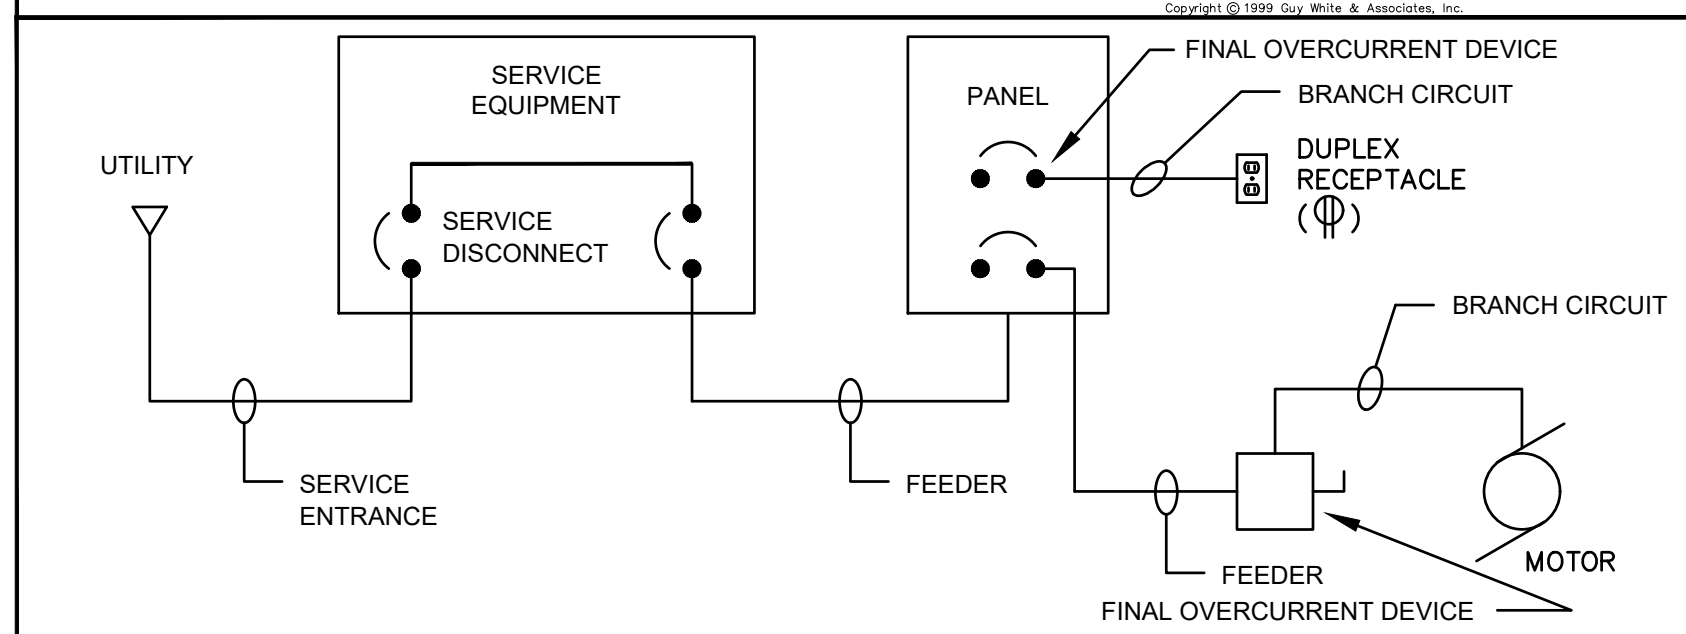 Copyright © 1999 Guy White & Associates, Inc.
SERVICE
EQUIPMENT
PANEL
FINAL OVERCURRENT DEVICE
BRANCH CIRCUIT
DUPLEX
RECEPTACLE
UTILITY
SERVICE
DISCONNECT
BRANCH CIRCUIT
SERVICE
ENTRANCE
FEEDER
MOTOR
FEEDER
FINAL OVERCURRENT DEVICE